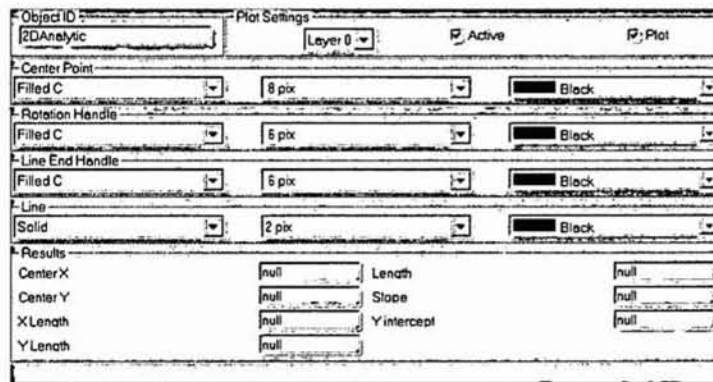 Object ID Plot Settings
2DAnalytic Layer 0 Active Plot
Center Point
Filled C 8 pix Black
Rotation Handle
Filled C 6 pix Black
Line End Handle
Filled C 6 pix Black
Line
Solid 2 pix Black
Results
Center X null Length null
Center Y null Slope null
X Length null Y intercept null
Y Length null